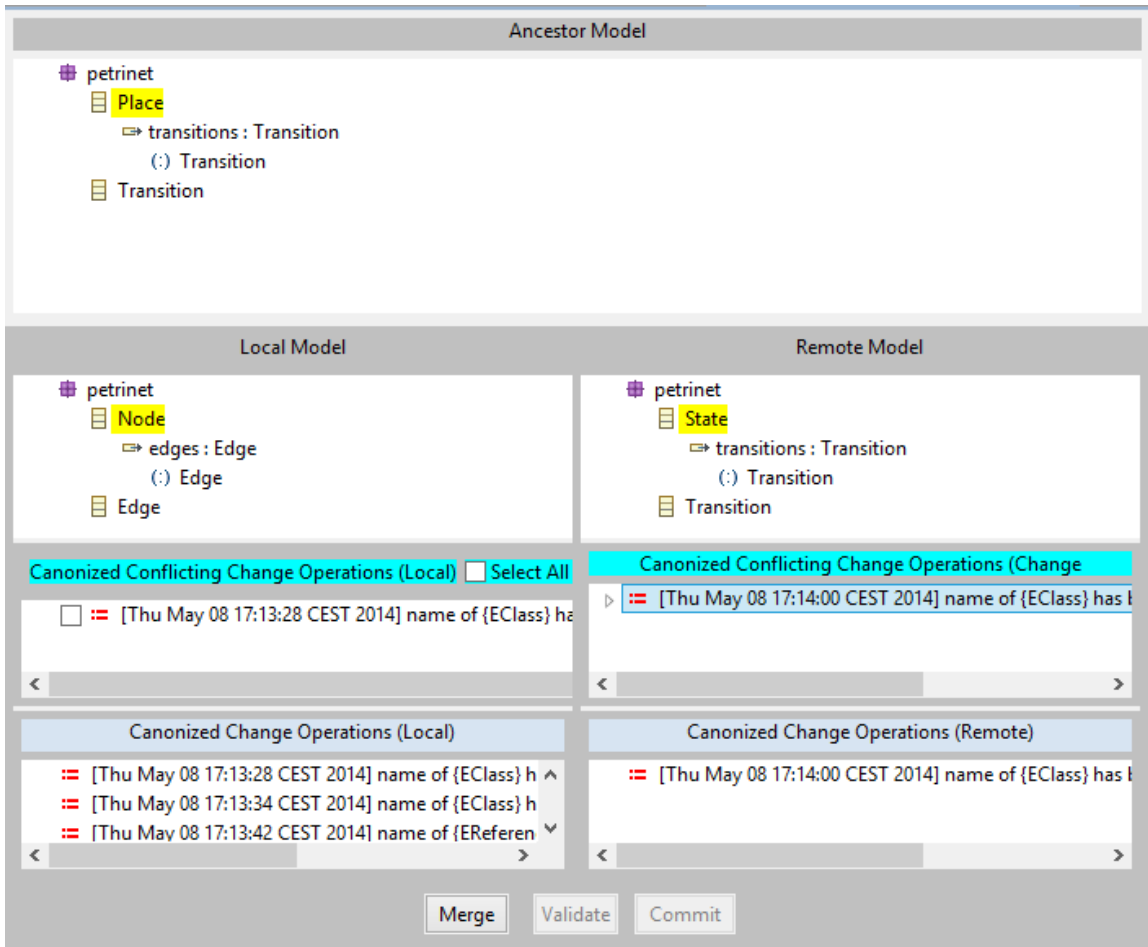 Ancestor Model
petrinet
Place
transitions : Transition
(:) Transition
Transition
Local Model
petrinet
Node
edges : Edge
(:) Edge
Edge
Remote Model
petrinet
State
transitions : Transition
(:) Transition
Transition
Canonized Conflicting Change Operations (Local) Select All
[Thu May 08 17:13:28 CEST 2014] name of {EClass} ha
Canonized Conflicting Change Operations (Change
[Thu May 08 17:14:00 CEST 2014] name of {EClass} has
Canonized Change Operations (Local)
[Thu May 08 17:13:28 CEST 2014] name of {EClass} h
[Thu May 08 17:13:34 CEST 2014] name of {EClass} h
[Thu May 08 17:13:42 CEST 2014] name of {EReferen
Canonized Change Operations (Remote)
[Thu May 08 17:14:00 CEST 2014] name of {EClass} has
Merge Validate Commit